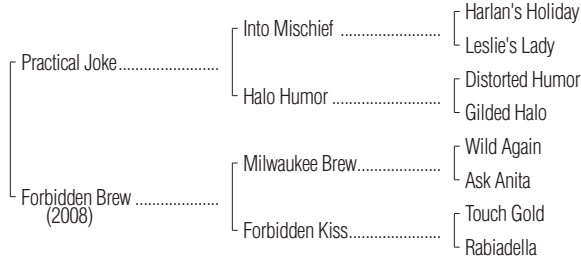 Harlan's Holiday
Into Mischief ....................
Leslie's Lady
Practical Joke....................
Distorted Humor
Halo Humor ......................
Gilded Halo
Wild Again
Milwaukee Brew.................
Ask Anita
Forbidden Brew .................
(2008)
Touch Gold
Forbidden Kiss...................
Rabiadella